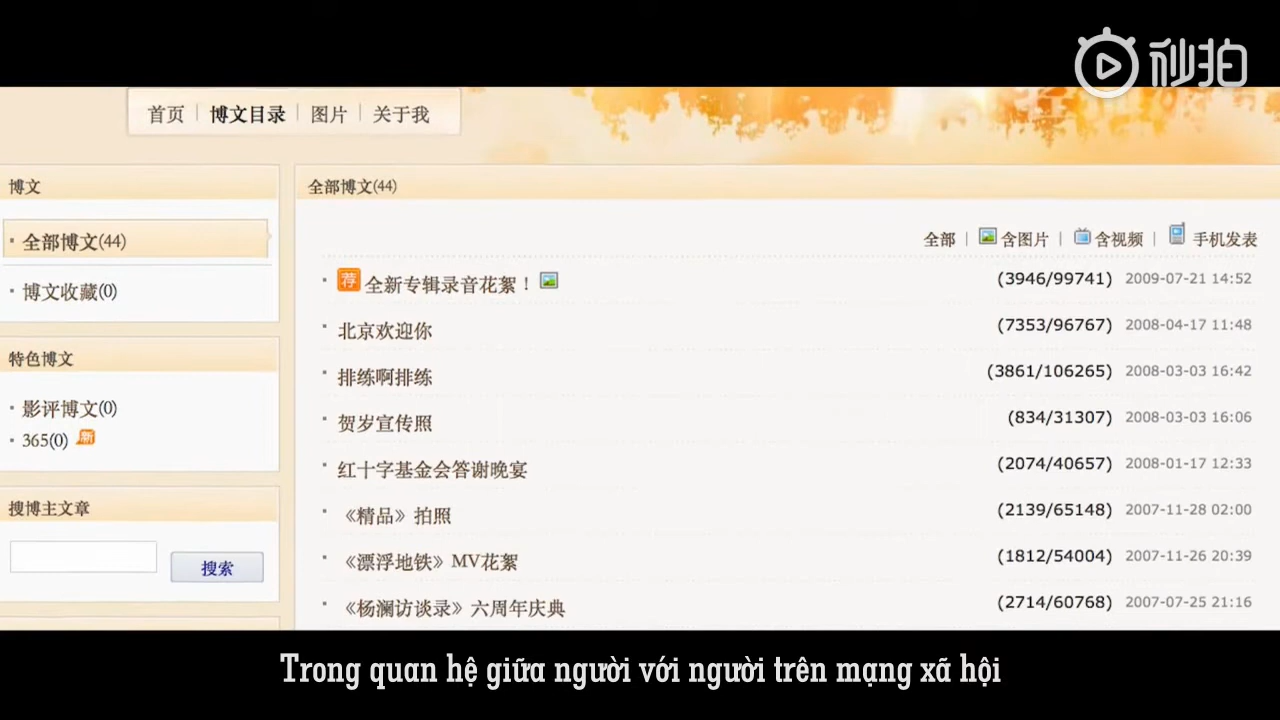 秒拍
首页 | 博文目录 | 图片 | 关于我
博文
全部博文(44)
博文收藏(0)
特色博文
影评博文(0)
365(0) 新
搜博主文章
搜索
全部博文(44)
全部 | 含图片 | 含视频 | 手机发表
荐 全新专辑录音花絮! (3946/99741) 2009-07-21 14:52
北京欢迎你 (7353/96767) 2008-04-17 11:48
排练啊排练 (3861/106265) 2008-03-03 16:42
贺岁宣传照 (834/31307) 2008-03-03 16:06
红十字基金会答谢晚宴 (2074/40657) 2008-01-17 12:33
《精品》拍照 (2139/65148) 2007-11-28 02:00
《漂浮地铁》MV花絮 (1812/54004) 2007-11-26 20:39
《杨澜访谈录》六周年庆典 (2714/60768) 2007-07-25 21:16
Trong quan hệ giữa người với người trên mạng xã hội